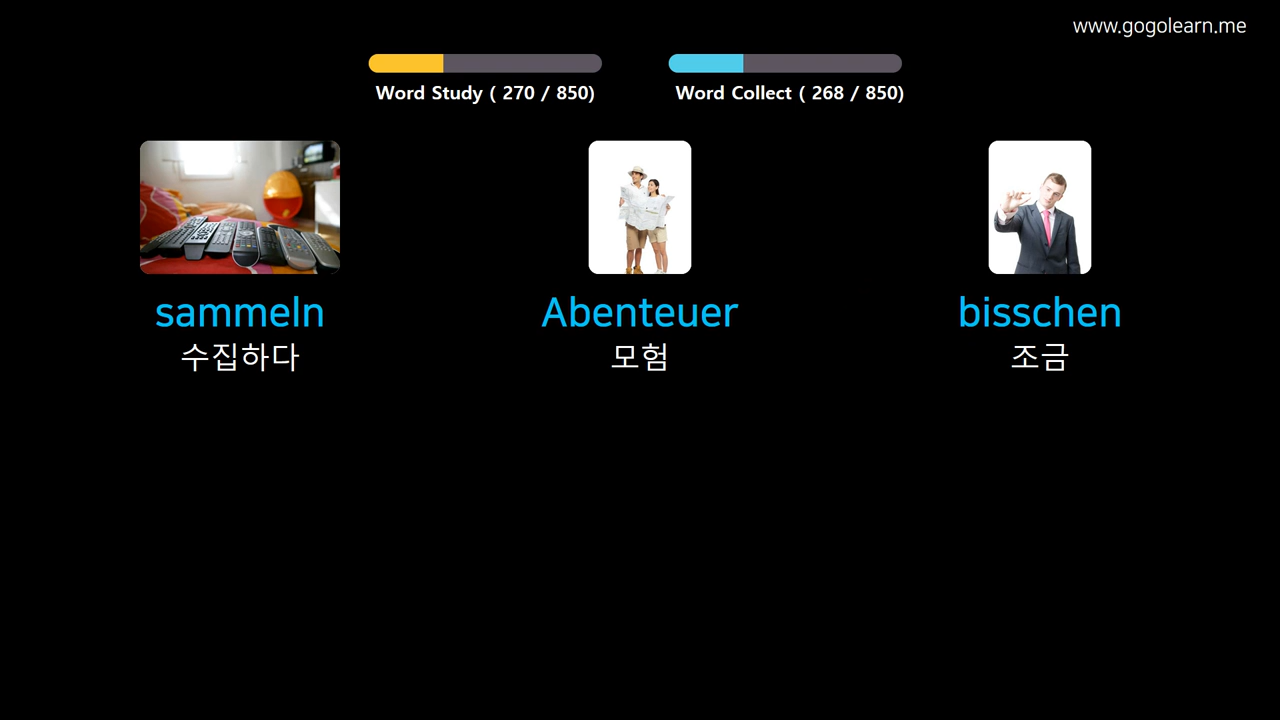 www.gogolearn.me
Word Study ( 270 / 850)
Word Collect ( 268 / 850)
sammeln
Abenteuer
bisschen
수집하다
모험
조금